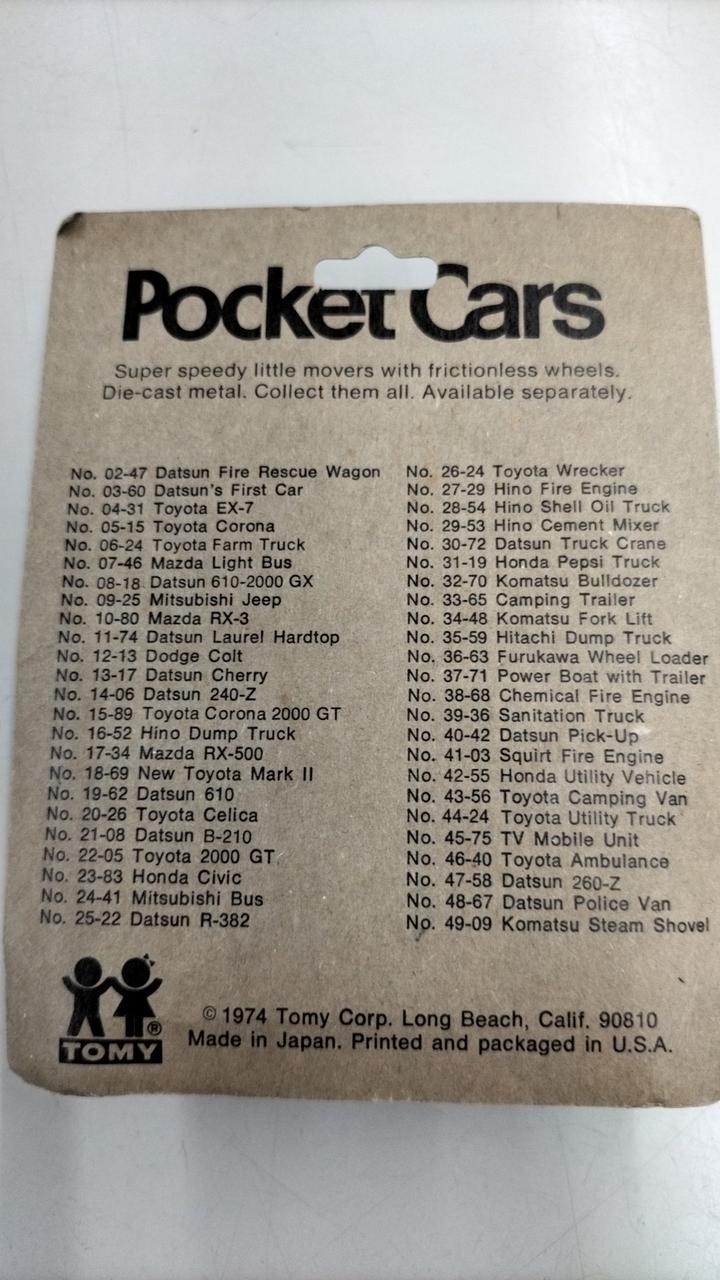 Pocket Cars
Super speedy little movers with frictionless wheels.
Die-cast metal. Collect them all. Available separately.
No. 02-47 Datsun Fire Rescue Wagon
No. 03-60 Datsun's First Car
No. 04-31 Toyota EX-7
No. 05-15 Toyota Corona
No. 06-24 Toyota Farm Truck
No. 07-46 Mazda Light Bus
No. 08-18 Datsun 610-2000 GX
No. 09-25 Mitsubishi Jeep
No. 10-80 Mazda RX-3
No. 11-74 Datsun Laurel Hardtop
No. 12-13 Dodge Colt
No. 13-17 Datsun Cherry
No. 14-06 Datsun 240-Z
No. 15-89 Toyota Corona 2000 GT
No. 16-52 Hino Dump Truck
No. 17-34 Mazda RX-500
No. 18-69 New Toyota Mark II
No. 19-62 Datsun 610
No. 20-26 Toyota Celica
No. 21-08 Datsun B-210
No. 22-05 Toyota 2000 GT
No. 23-83 Honda Civic
No. 24-41 Mitsubishi Bus
No. 25-22 Datsun R-382
No. 26-24 Toyota Wrecker
No. 27-29 Hino Fire Engine
No. 28-54 Hino Shell Oil Truck
No. 29-53 Hino Cement Mixer
No. 30-72 Datsun Truck Crane
No. 31-19 Honda Pepsi Truck
No. 32-70 Komatsu Bulldozer
No. 33-65 Camping Trailer
No. 34-48 Komatsu Fork Lift
No. 35-59 Hitachi Dump Truck
No. 36-63 Furukawa Wheel Loader
No. 37-71 Power Boat with Trailer
No. 38-68 Chemical Fire Engine
No. 39-36 Sanitation Truck
No. 40-42 Datsun Pick-Up
No. 41-03 Squirt Fire Engine
No. 42-55 Honda Utility Vehicle
No. 43-56 Toyota Camping Van
No. 44-24 Toyota Utility Truck
No. 45-75 TV Mobile Unit
No. 46-40 Toyota Ambulance
No. 47-58 Datsun 260-Z
No. 48-67 Datsun Police Van
No. 49-09 Komatsu Steam Shovel
®
TOMY
© 1974 Tomy Corp. Long Beach, Calif. 90810
Made in Japan. Printed and packaged in U.S.A.